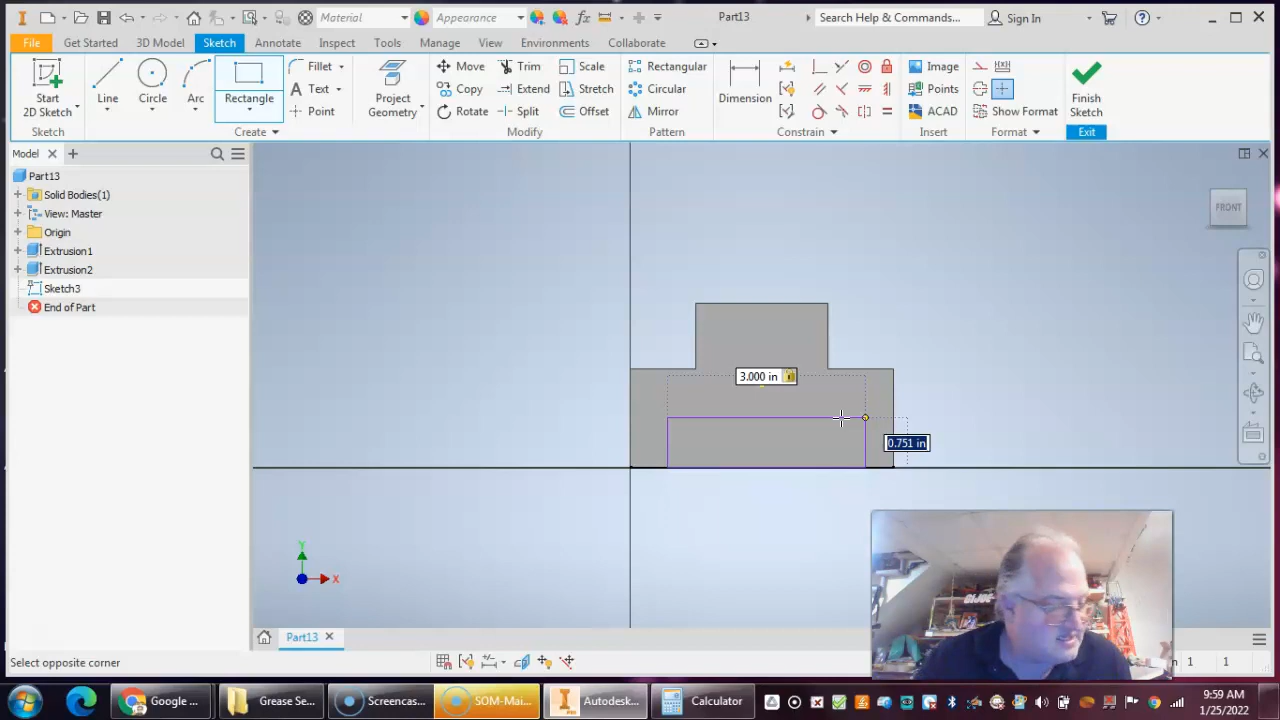 Material
Appearance
Part13
Search Help & Commands...
Sign In
File
Get Started
3D Model
Sketch
Annotate
Inspect
Tools
Manage
View
Environments
Collaborate
Start
2D Sketch
Line
Circle
Arc
Rectangle
Fillet
Text
Point
Project
Geometry
Move
Copy
Rotate
Trim
Extend
Split
Scale
Stretch
Offset
Rectangular
Circular
Mirror
Dimension
Image
Points
ACAD
Show Format
Finish
Sketch
Sketch
Create
Modify
Pattern
Constrain
Insert
Format
Exit
Model
Part13
Solid Bodies(1)
View: Master
Origin
Extrusion1
Extrusion2
Sketch3
End of Part
FRONT
3.000 in
0.751 in
Y
X
Part13
Select opposite corner
n 1 1
Google ...
Grease Se...
Screencas...
SOM-Mai...
Autodesk...
Calculator
9:59 AM
1/25/2022